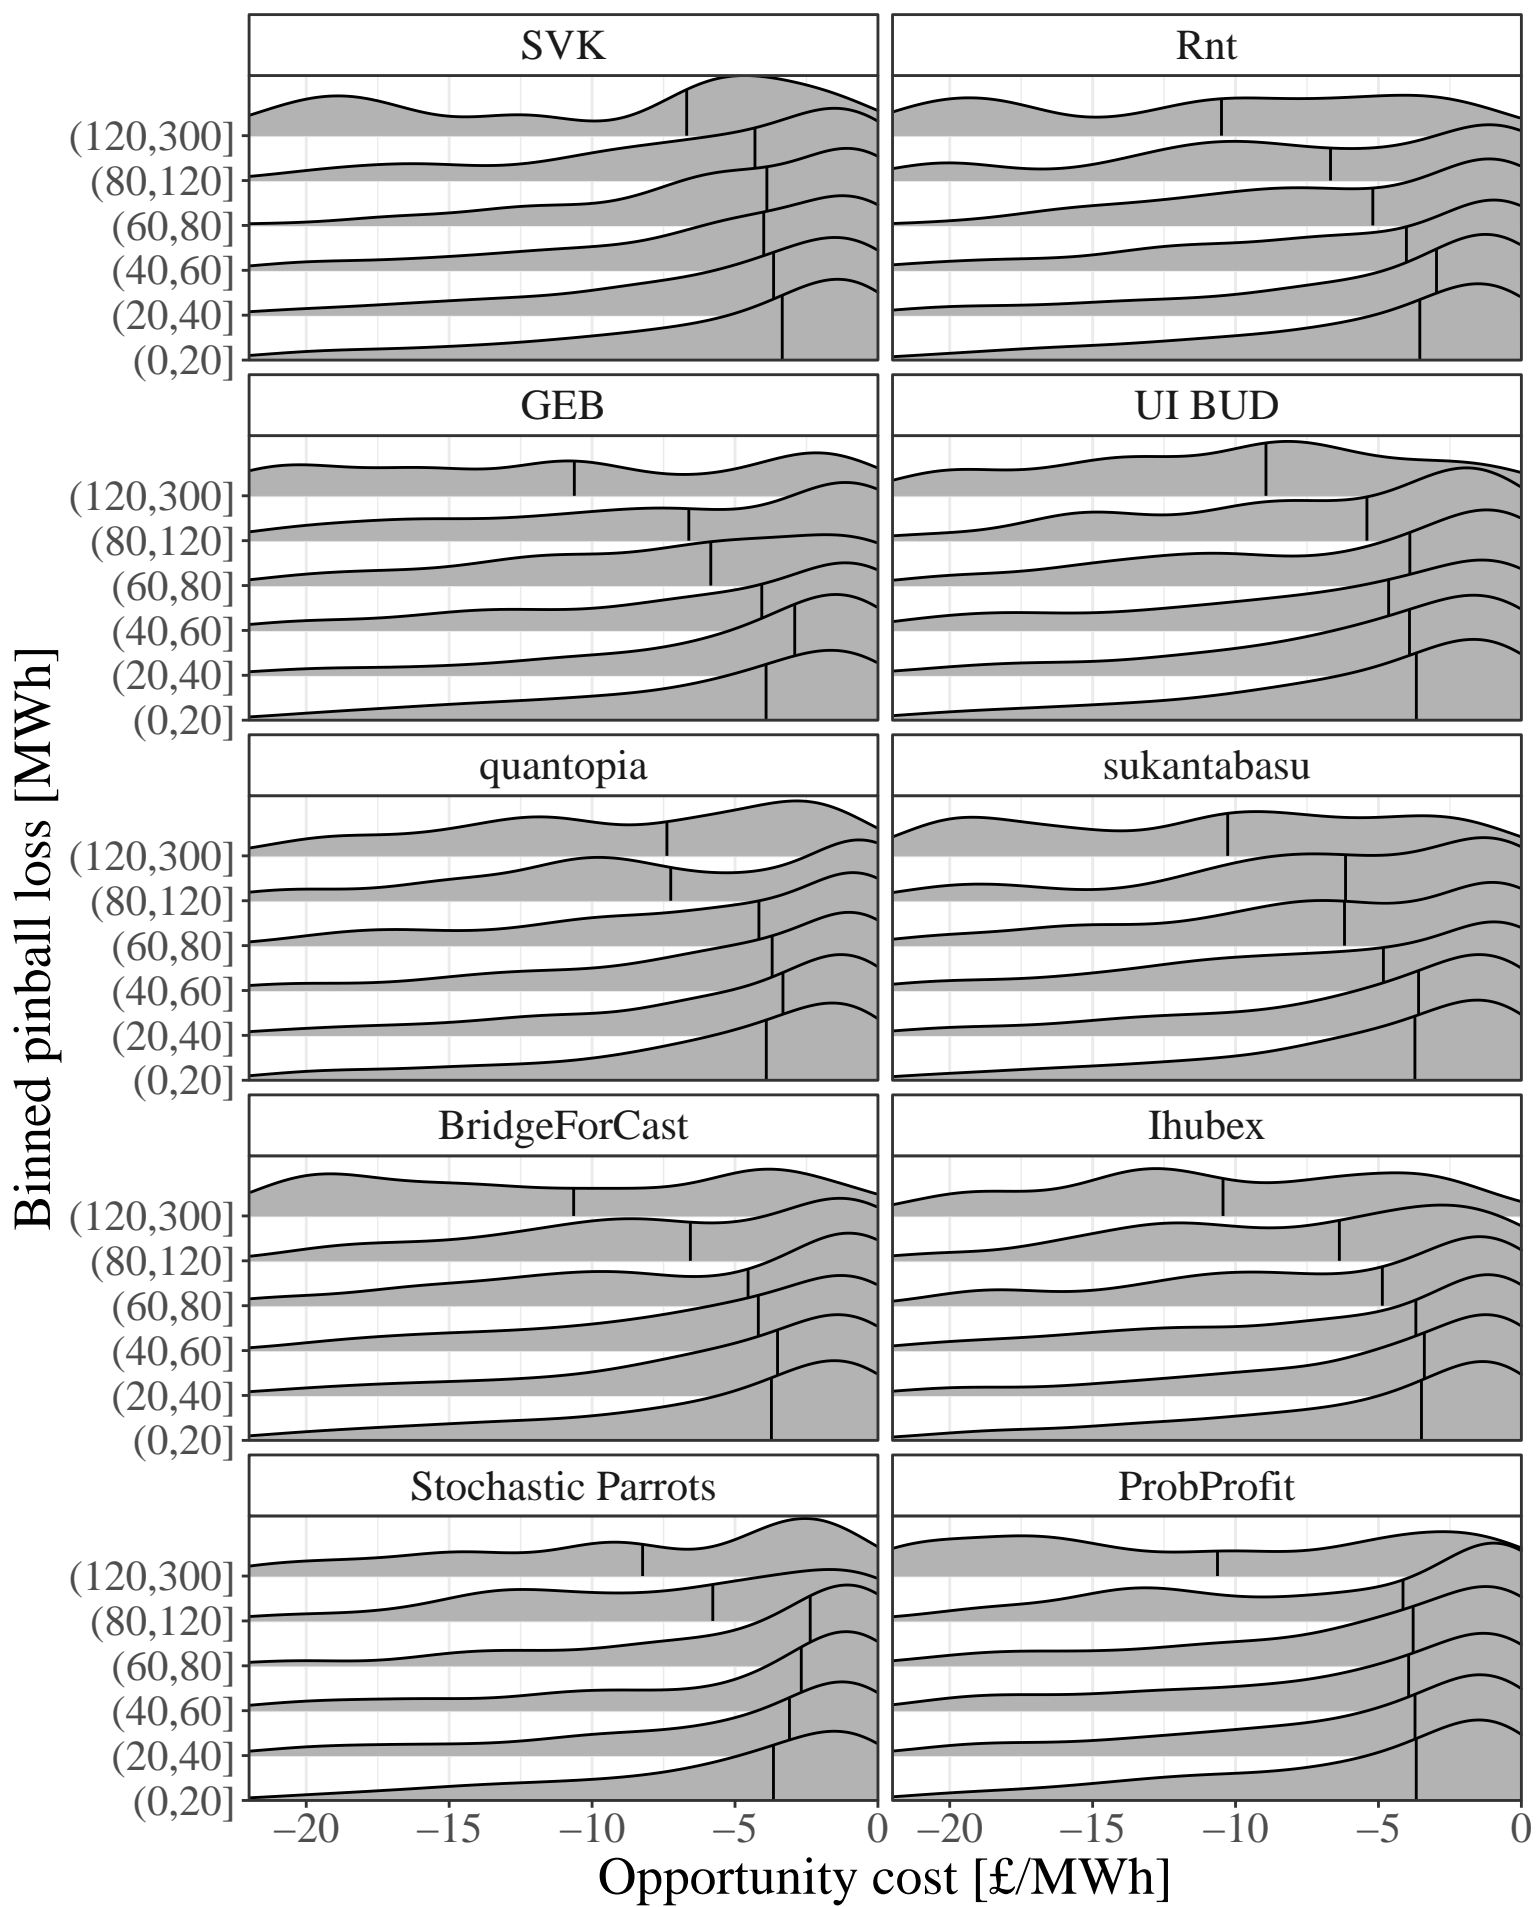 SVK
Rnt
(120,300]
(80,120]
(60,80]
(40,60]
(20,40]
(0,20]
GEB
UI BUD
(120,300]
(80,120]
(60,80]
(40,60]
(20,40]
(0,20]
quantopia
sukantabasu
(120,300]
(80,120]
(60,80]
(40,60]
(20,40]
(0,20]
BridgeForCast
Ihubex
(120,300]
(80,120]
(60,80]
(40,60]
(20,40]
(0,20]
Stochastic Parrots
ProbProfit
(120,300]
(80,120]
(60,80]
(40,60]
(20,40]
(0,20]
−20 −15 −10 −5 0
−20 −15 −10 −5 0
Opportunity cost [£/MWh]
Binned pinball loss [MWh]